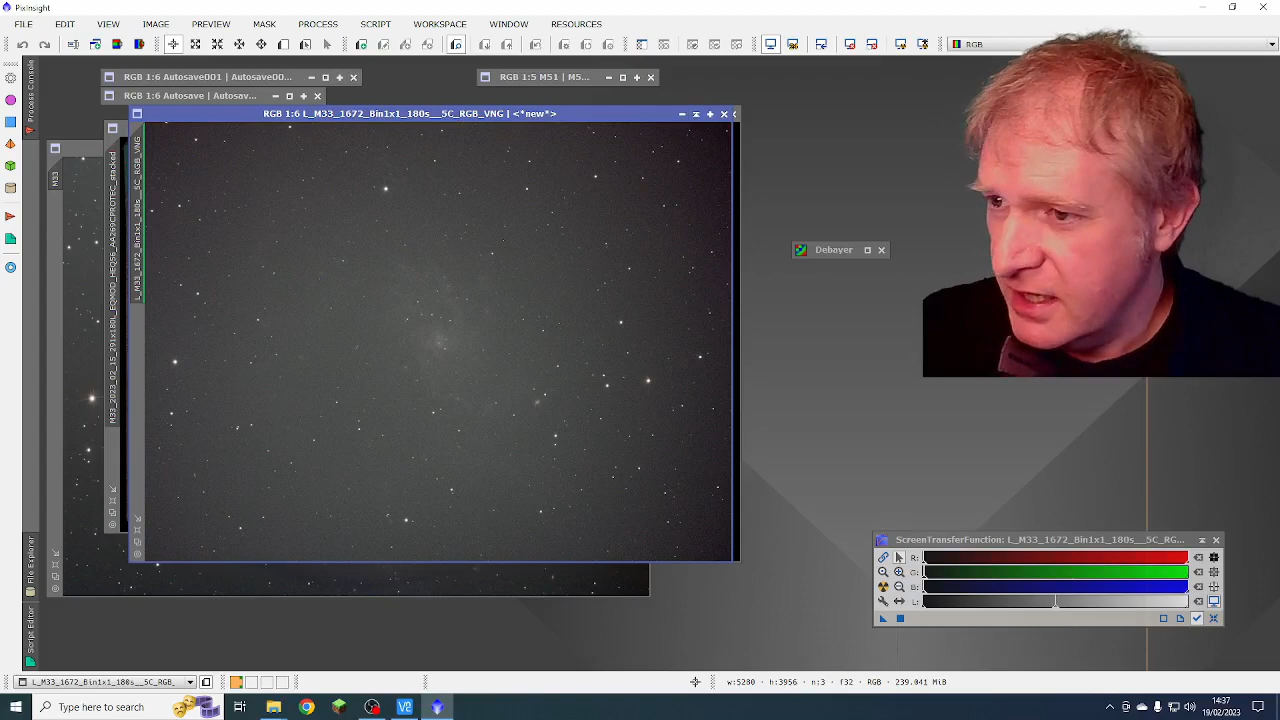 PixInsight
FILE EDIT VIEW IMAGE PREVIEW MASK PROCESS SCRIPT WORKSPACE WINDOW RESOURCES
RGB
Process Console
RGB 1:6 Autosave001 | Autosave00...
RGB 1:5 M51 | M5...
RGB 1:6 Autosave | Autosav...
RGB 1:6 L_M33_1672_Bin1x1_180s__5C_RGB_VNG | <*new*>
M33
M33_2023_02_15_291x180L_EQMOD_HEQ56_AA269CPROTEC_stacked
L_M33_1672_Bin1x1_180s__5C_RGB_VNG
Debayer
ScreenTransferFunction: L_M33_1672_Bin1x1_180s__5C_RG...
R:
G:
B:
L:
File Explorer
Script Editor
L_M33_1672_Bin1x1_180s__5C_RGB_
w:5280 · h:3956 · n:3 · f32 · RGB · 239.041 MiB
Type here to search
V2
14:37
19/02/2023